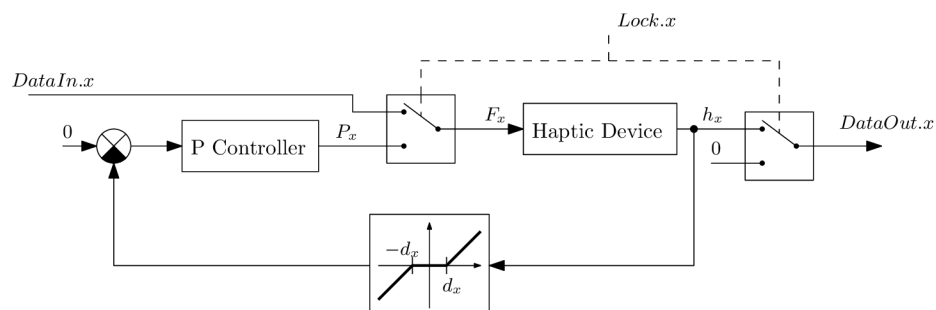 Lock.x
DataIn.x
0
P Controller
P_x
F_x
Haptic Device
h_x
0
DataOut.x
-d_x
d_x